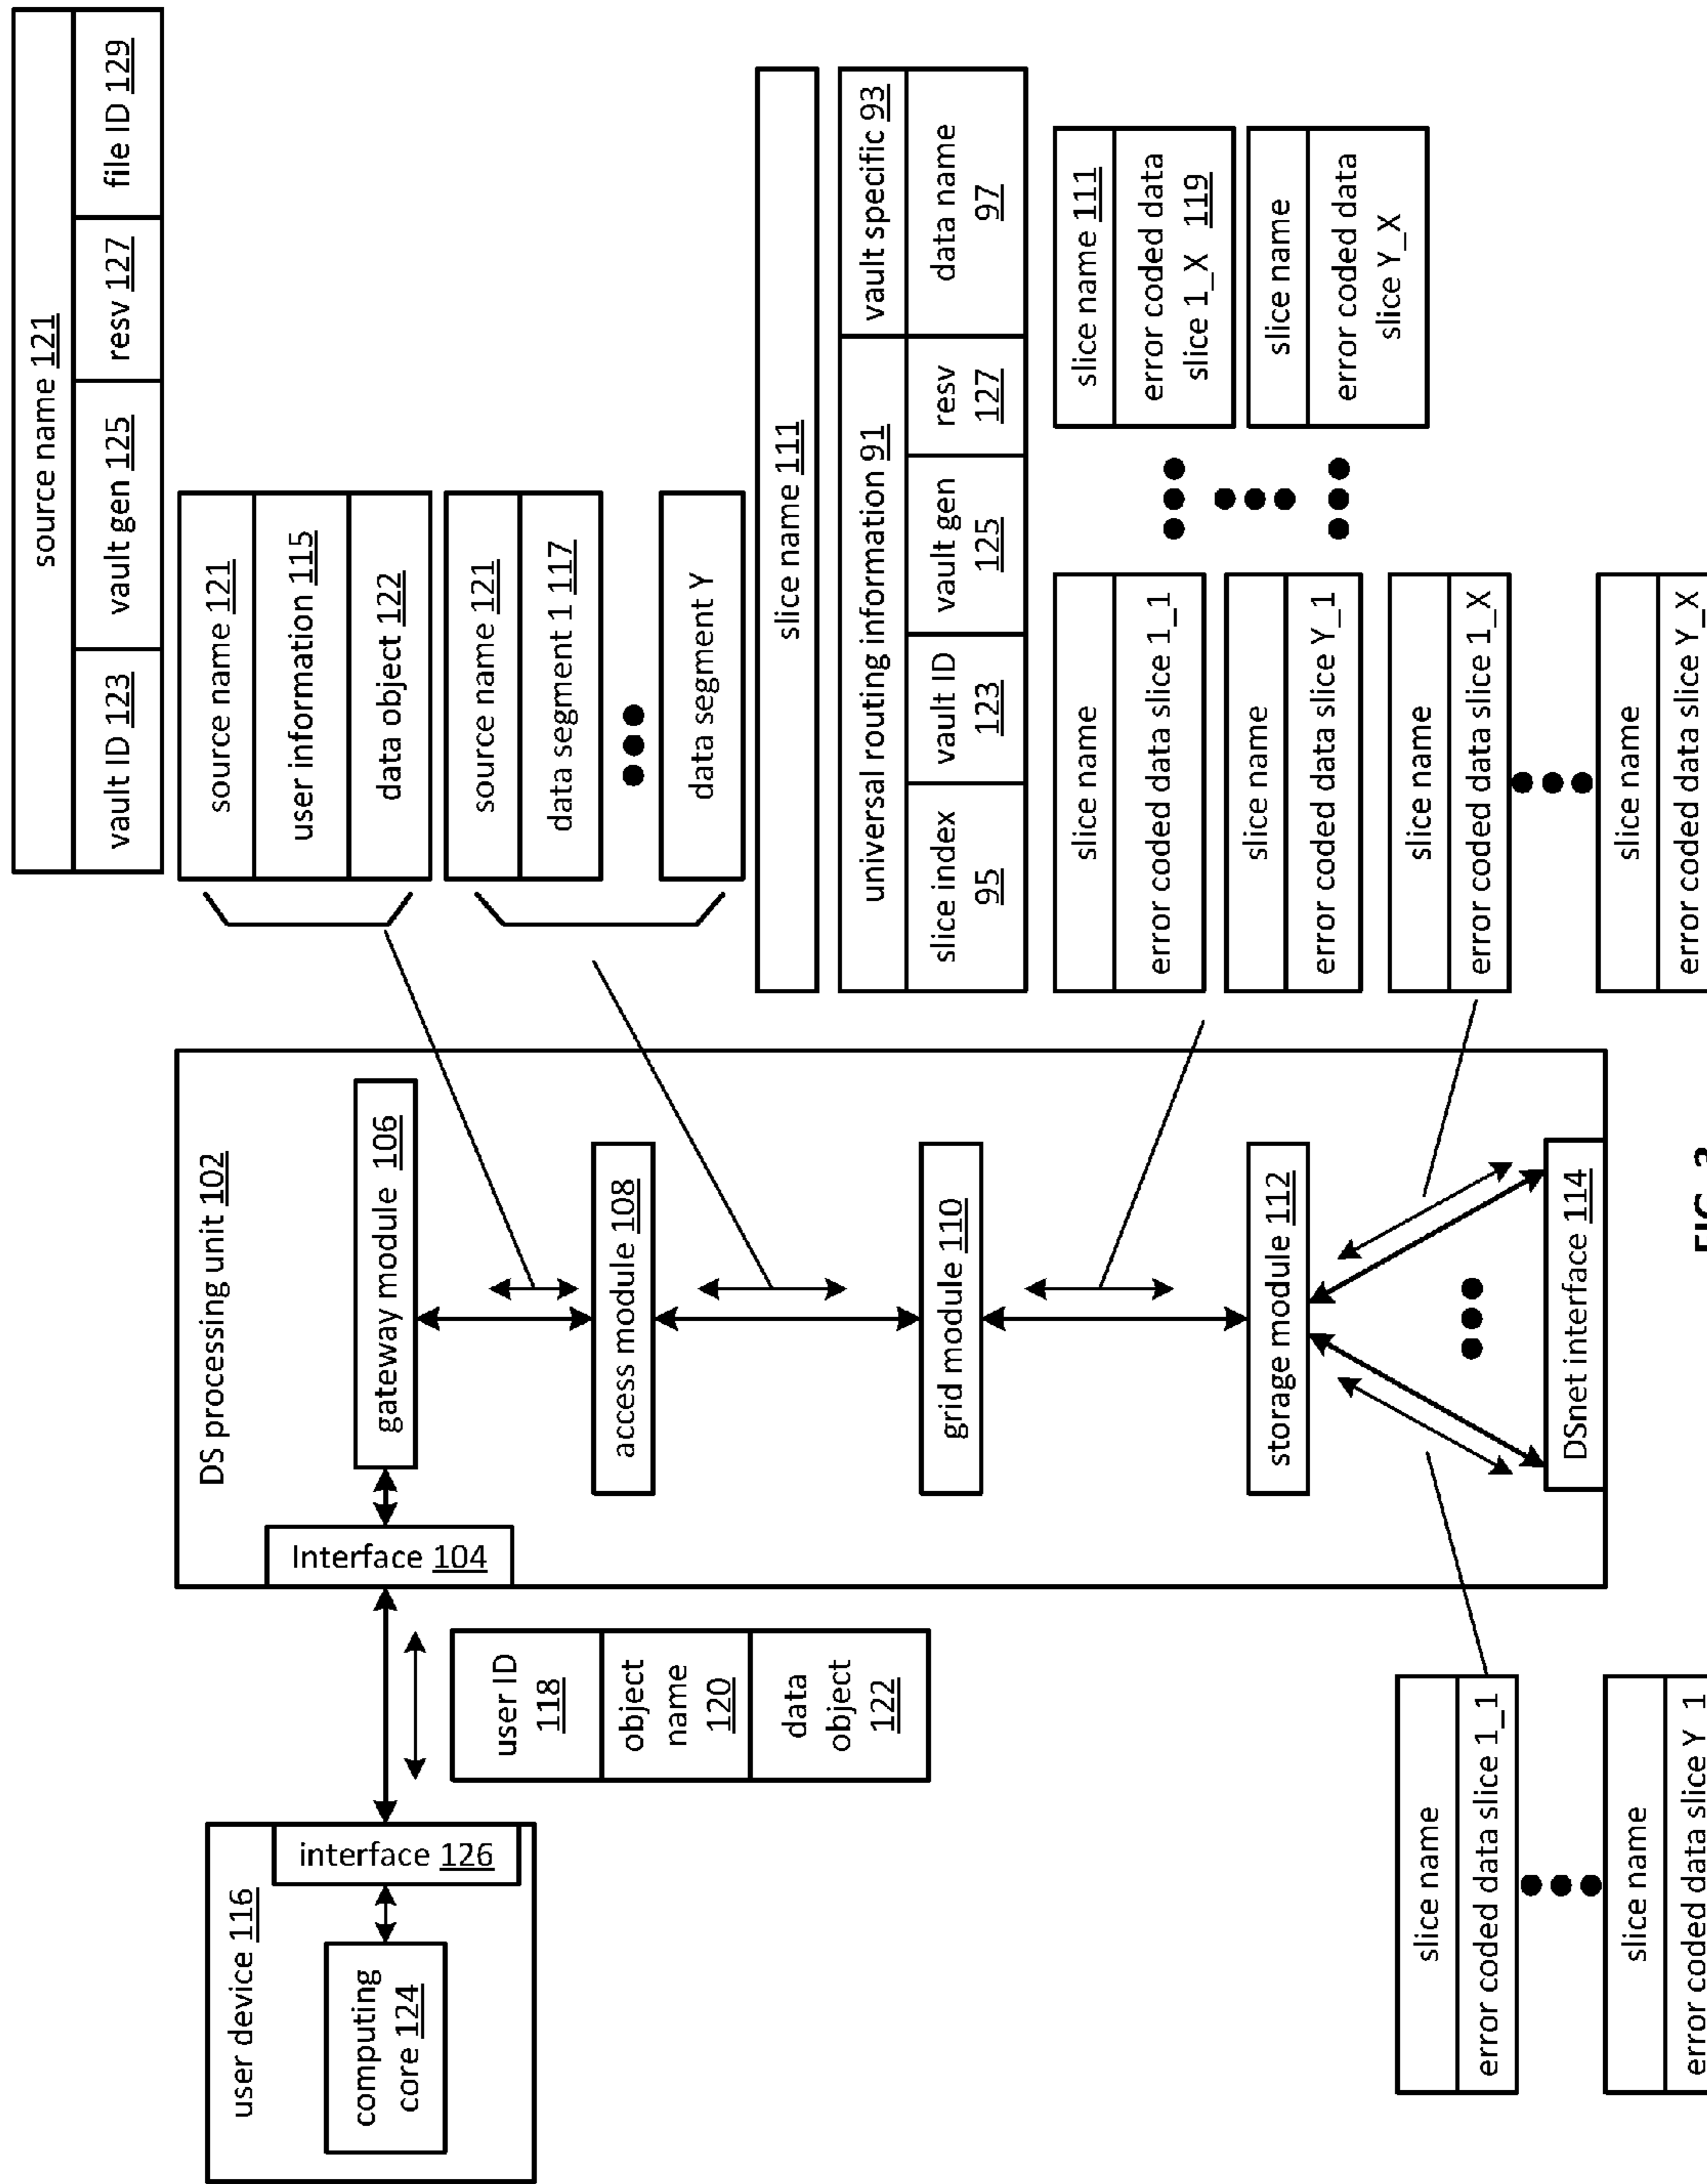 user device 116
computing
core 124
interface 126
user ID
118
object
name
120
data
object
122
DS processing unit 102
Interface 104
gateway module 106
access module 108
grid module 110
storage module 112
DSnet interface 114
source name 121
vault ID 123
vault gen 125
resv 127
file ID 129
source name 121
user information 115
data object 122
source name 121
data segment 1 117
data segment Y
slice name 111
universal routing information 91
vault specific 93
slice index
95
vault ID
123
vault gen
125
resv
127
data name
97
slice name
error coded data slice 1_1
slice name 111
error coded data
slice 1_X 119
slice name
error coded data slice Y_1
slice name
error coded data
slice Y_X
slice name
error coded data slice 1_1
slice name
error coded data slice Y_1
slice name
error coded data slice 1_X
slice name
error coded data slice Y_X
FIG. 3